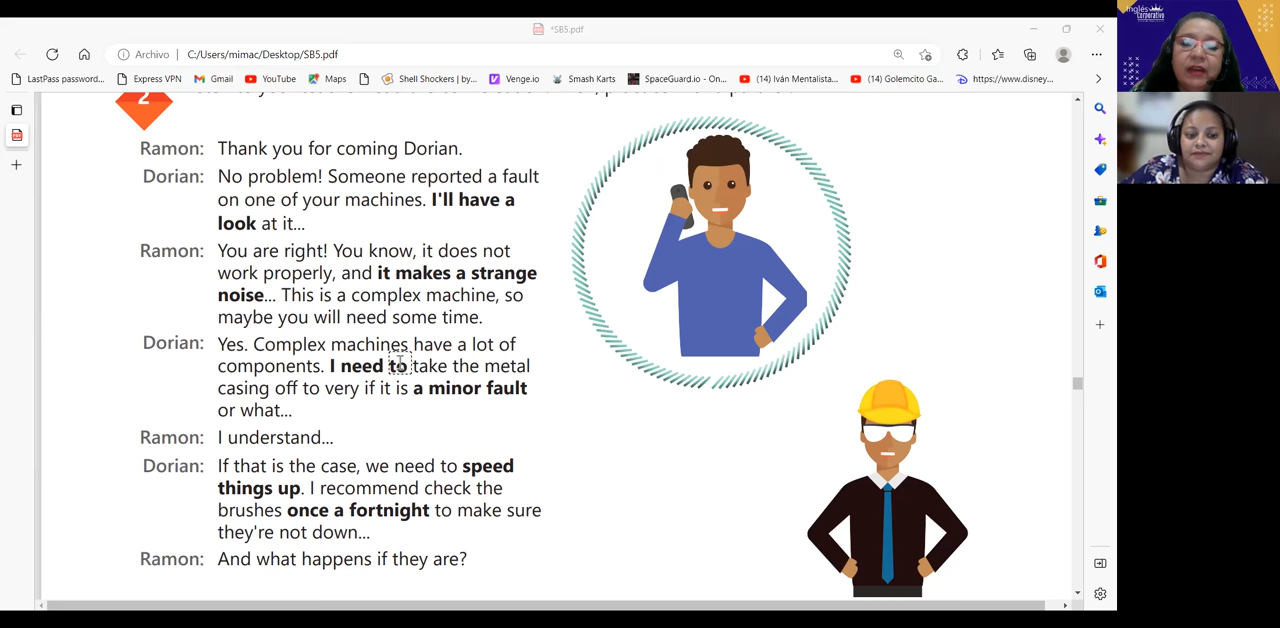 *SB5.pdf
Archivo | C:/Users/mimac/Desktop/SB5.pdf
LastPass password... Express VPN Gmail YouTube Maps Shell Shockers | by... Venge.io Smash Karts SpaceGuard.io - On... (14) Iván Mentalista... (14) Golemcito Ga... https://www.disney...
2
Ramon: Thank you for coming Dorian.
Dorian: No problem! Someone reported a fault
on one of your machines. I'll have a
look at it...
Ramon: You are right! You know, it does not
work properly, and it makes a strange
noise... This is a complex machine, so
maybe you will need some time.
Dorian: Yes. Complex machines have a lot of
components. I need to take the metal
casing off to very if it is a minor fault
or what...
Ramon: I understand...
Dorian: If that is the case, we need to speed
things up. I recommend check the
brushes once a fortnight to make sure
they're not down...
Ramon: And what happens if they are?
Inglés
Corporativo